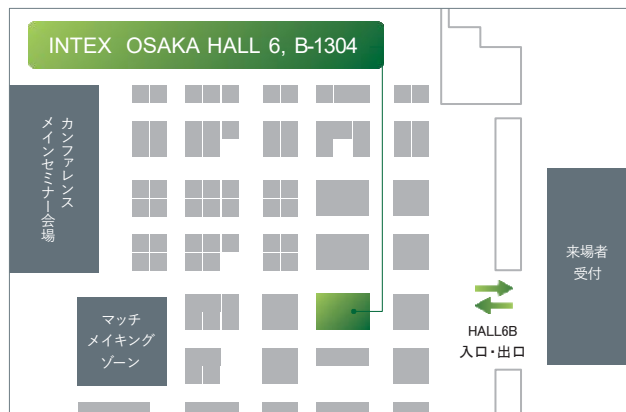 INTEX OSAKA HALL 6, B-1304
カンファレンス
メインセミナー会場
来場者
受付
マッチ
メイキング
ゾーン
HALL6B
入口・出口